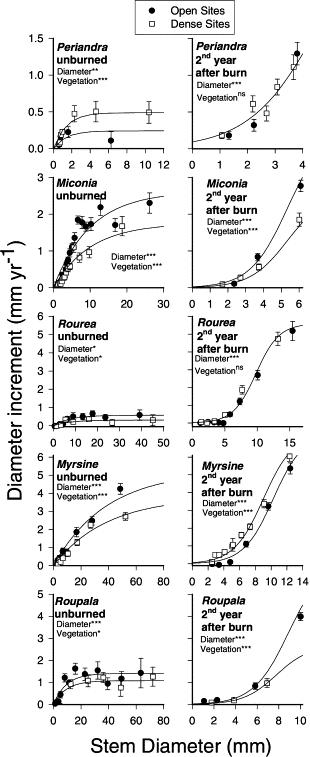 Open Sites
Dense Sites
Diameter increment (mm yr⁻¹)
Periandra
unburned
Diameter**
Vegetation***
1.5
1.0
0.5
0.0
0 2 4 6 8 10 12
Periandra
2nd year
after burn
Diameter***
Vegetation ns
0 1 2 3 4
Miconia
unburned
Diameter***
Vegetation***
3
2
1
0
0 10 20 30
Miconia
2nd year
after burn
Diameter***
Vegetation***
0 1 2 3 4 5 6
Rourea
unburned
Diameter*
Vegetation*
6
5
4
3
2
1
0
0 10 20 30 40 50
Rourea
2nd year
after burn
Diameter***
Vegetation ns
0 5 10 15
Myrsine
unburned
Diameter***
Vegetation***
6
5
4
3
2
1
0
0 20 40 60 80
Myrsine
2nd year
after burn
Diameter***
Vegetation***
0 2 4 6 8 10 12 14
Roupala
unburned
Diameter***
Vegetation*
5
4
3
2
1
0
0 20 40 60 80
Roupala
2nd year
after burn
Diameter***
Vegetation***
0 2 4 6 8 10
Stem Diameter (mm)